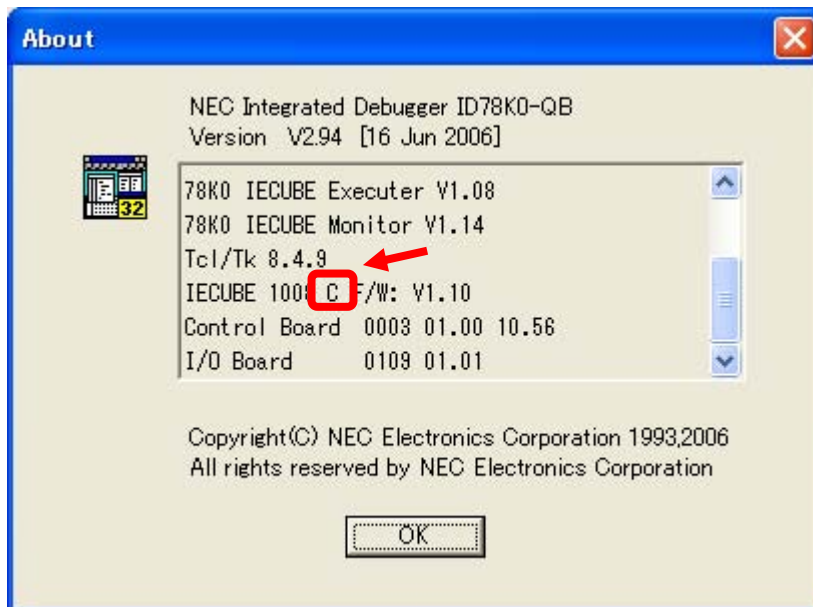 About
NEC Integrated Debugger ID78K0-QB
Version V2.94 [16 Jun 2006]
32
78K0 IECUBE Executer V1.08
78K0 IECUBE Monitor V1.14
Tcl/Tk 8.4.9
IECUBE C F/W: V1.10
Control Board 0003 01.00 10.56
I/O Board 0109 01.01
Copyright(C) NEC Electronics Corporation 1993,2006
All rights reserved by NEC Electronics Corporation
OK